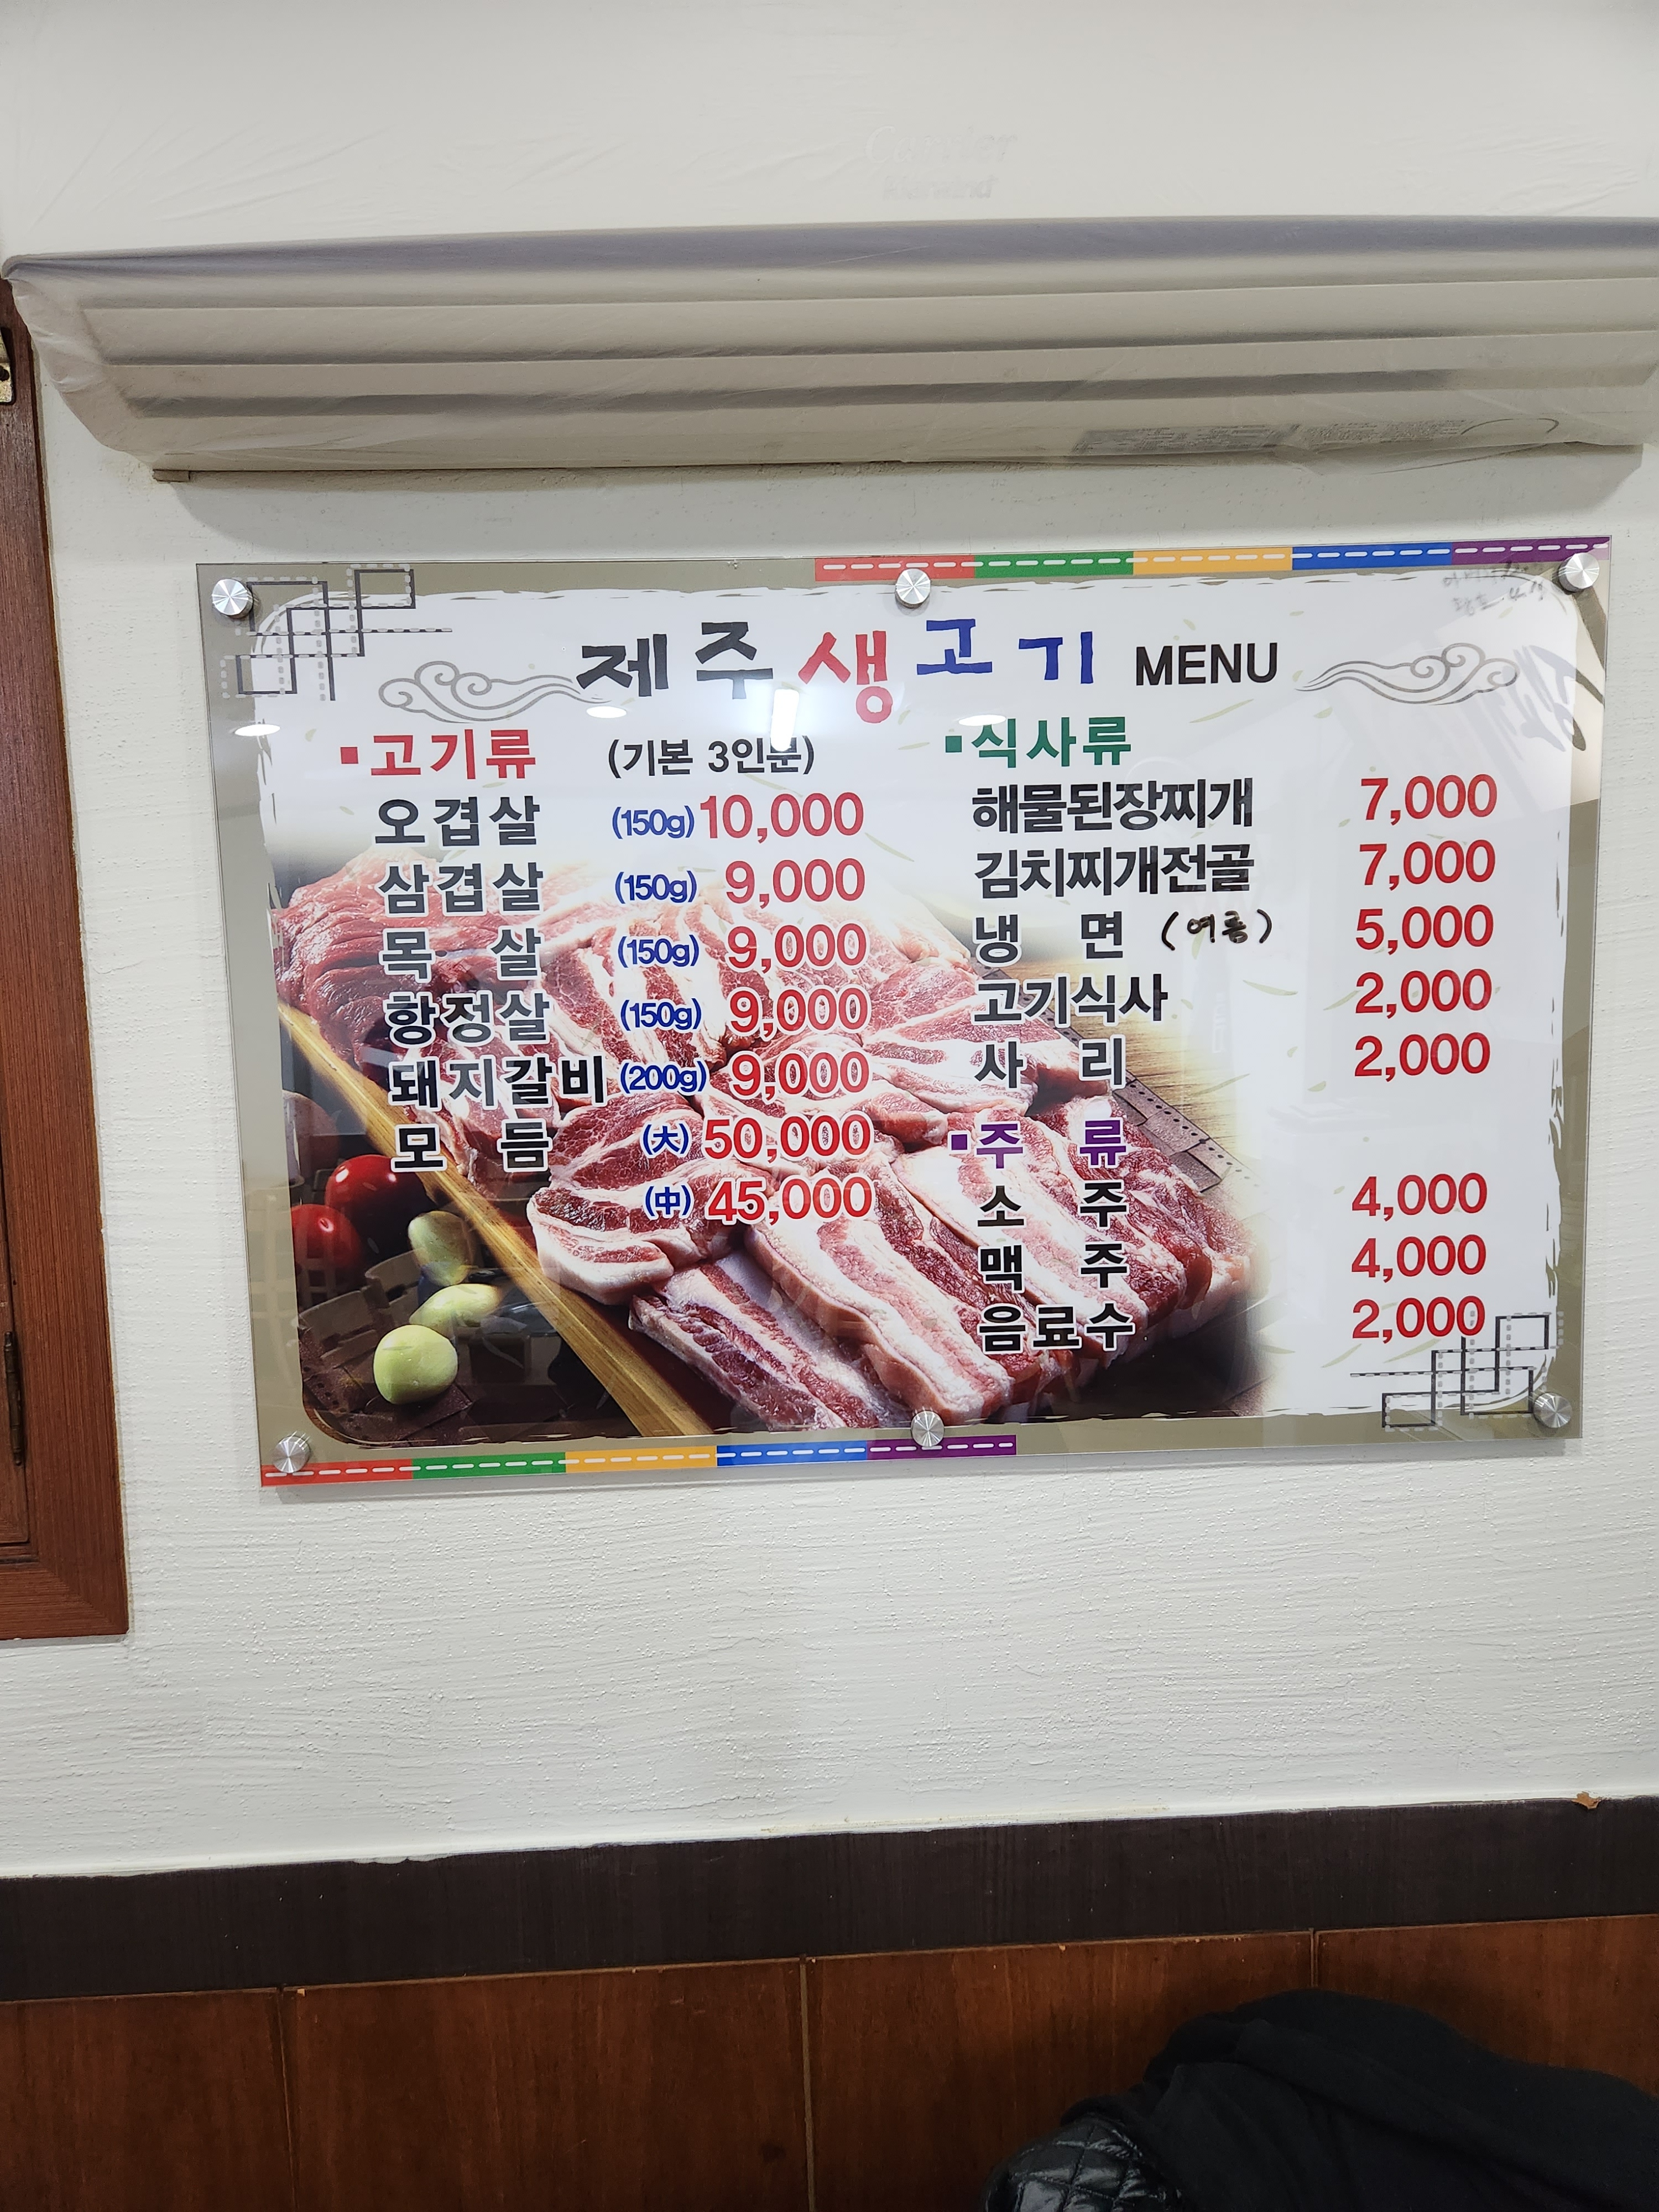 Carrier
제주생고기 MENU
▪고기류 (기본 3인분)
오겹살 (150g) 10,000
삼겹살 (150g) 9,000
목 살 (150g) 9,000
항정살 (150g) 9,000
돼지갈비 (200g) 9,000
모 듬 (大) 50,000
(中) 45,000
▪식사류
해물된장찌개 7,000
김치찌개전골 7,000
냉 면 (여름) 5,000
고기식사 2,000
사 리 2,000
▪주 류
소 주 4,000
맥 주 4,000
음료수 2,000